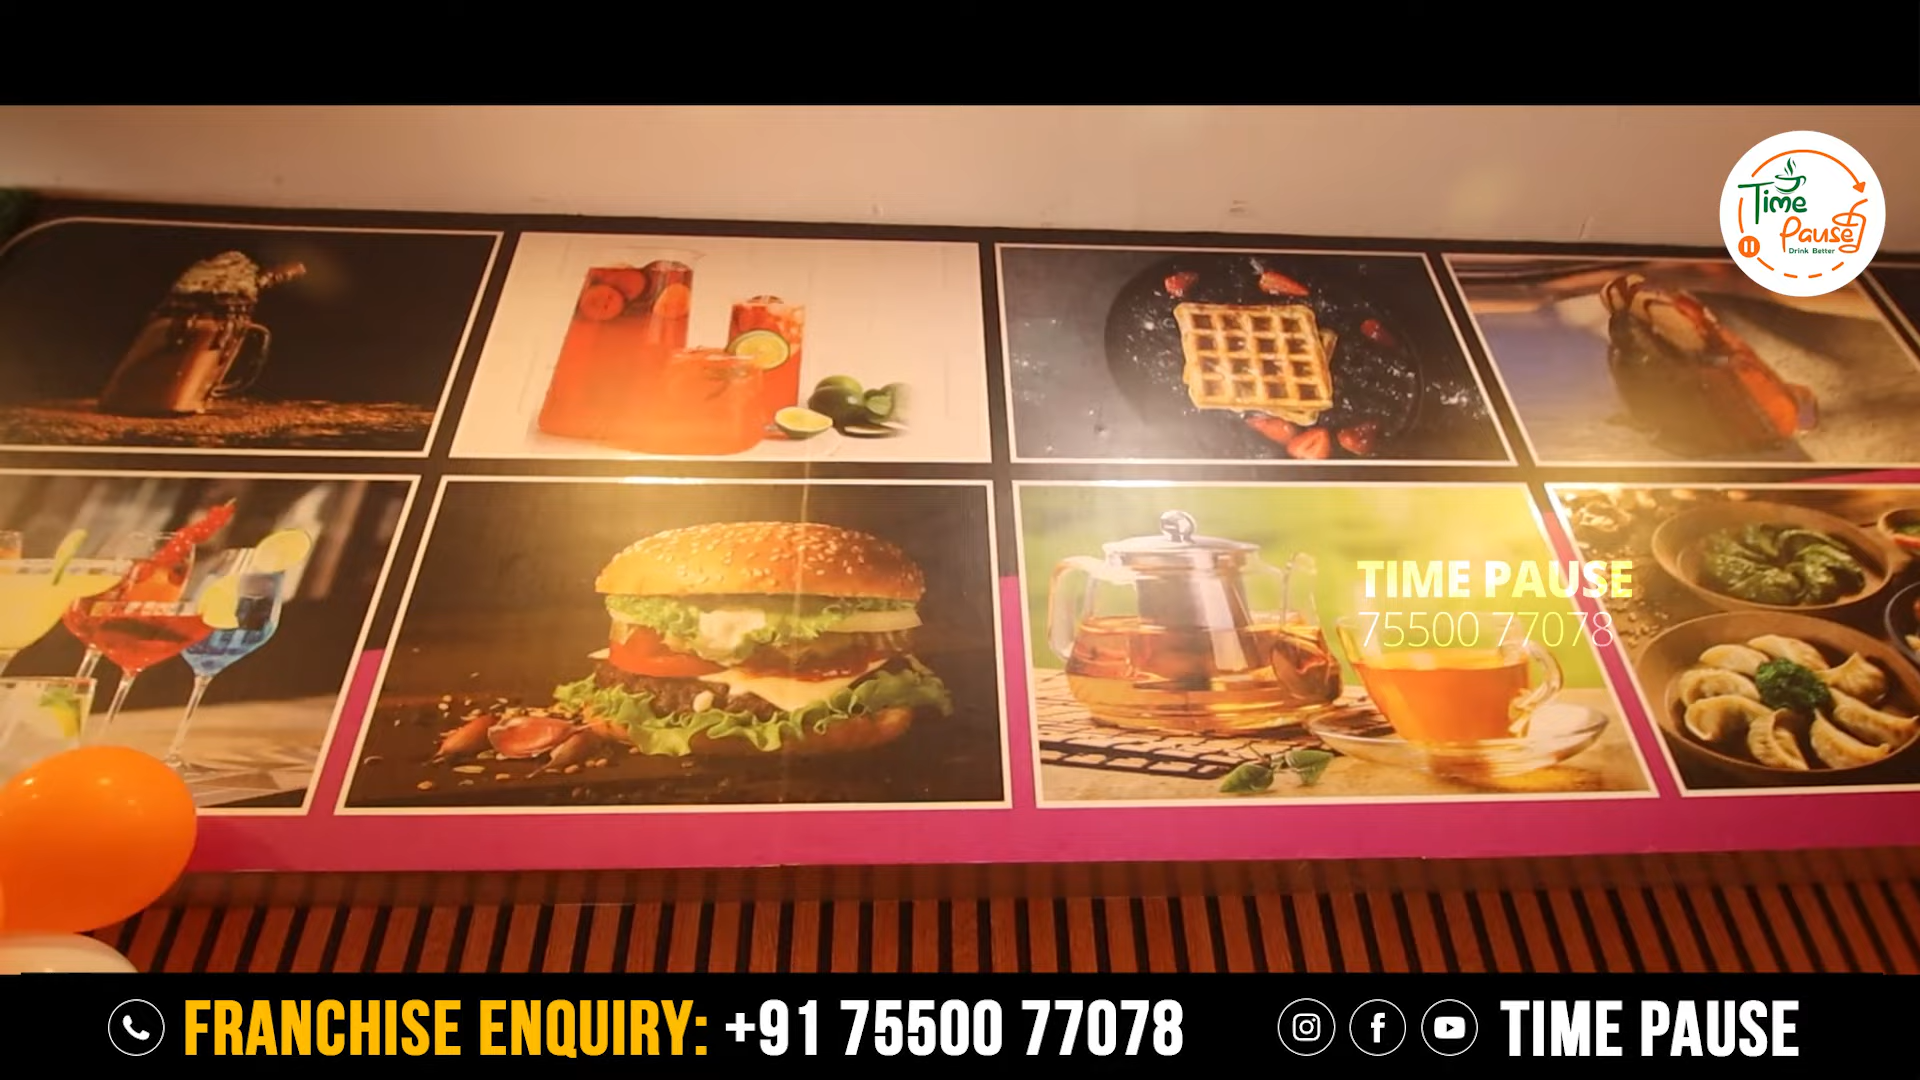 Time
Pause
Drink Better
TIME PAUSE
75500 77078
FRANCHISE ENQUIRY: +91 75500 77078
TIME PAUSE